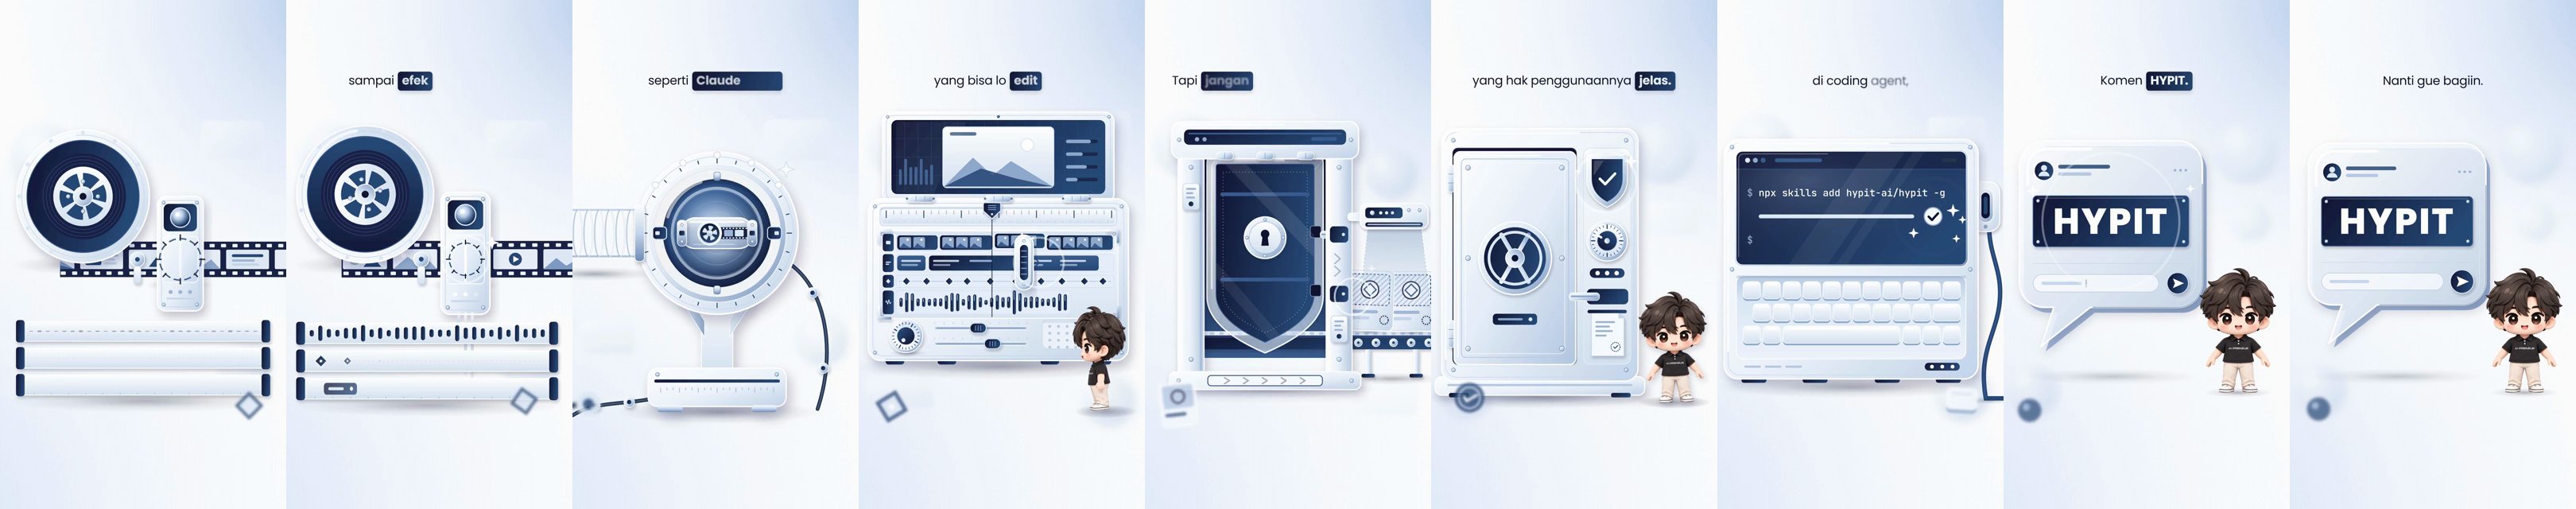 sampai efek
seperti Claude
yang bisa lo edit
Tapi jangan
yang hak penggunaannya jelas.
di coding agent,
$ npx skills add hypit-ai/hypit -g
$
Komen HYPIT.
HYPIT
Nanti gue bagiin.
HYPIT